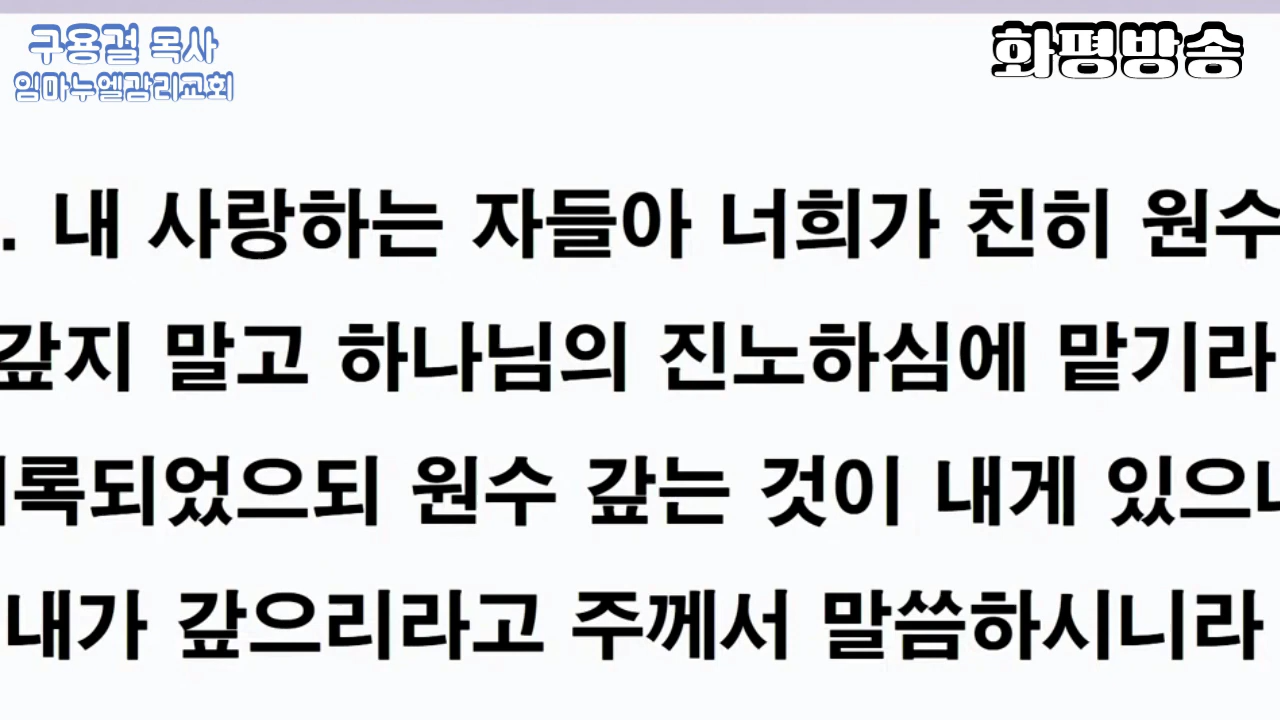 구용걸 목사
임마누엘감리교회
화평방송
. 내 사랑하는 자들아 너희가 친히 원수
갚지 말고 하나님의 진노하심에 맡기라
록되었으되 원수 갚는 것이 내게 있으니
내가 갚으리라고 주께서 말씀하시니라